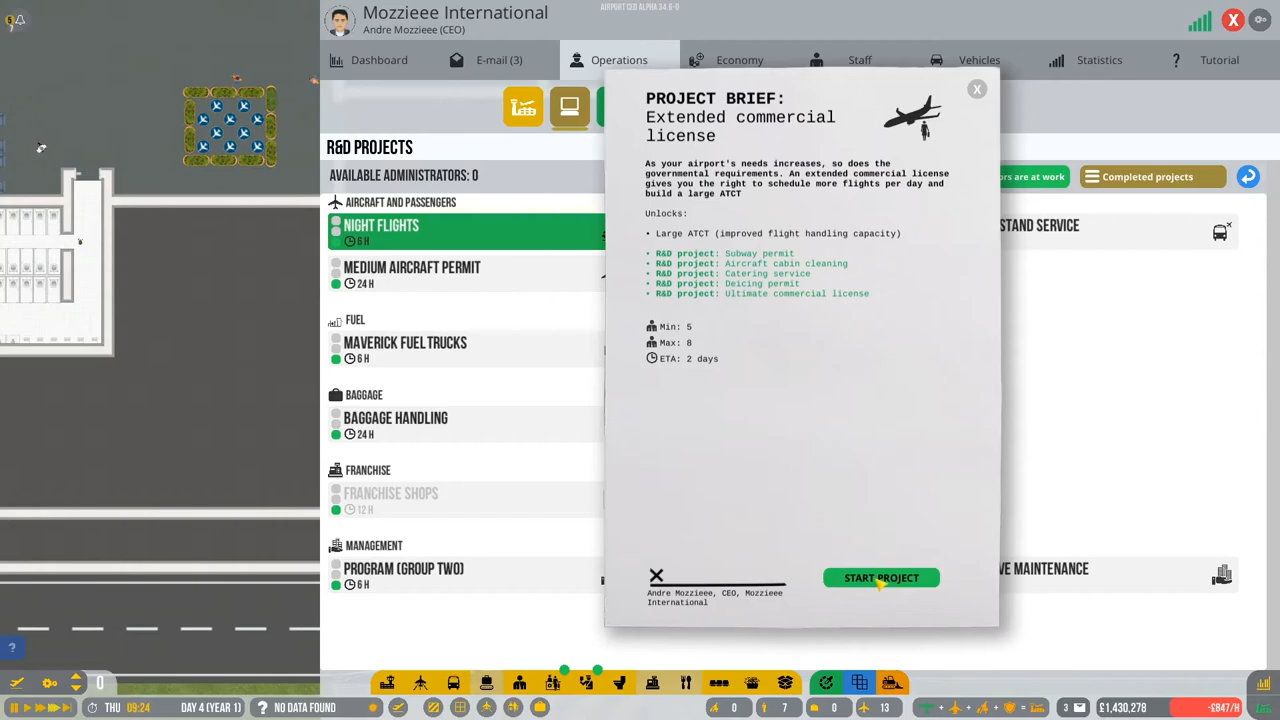 AIRPORT CEO ALPHA 34.6-0
Mozzieee International
Andre Mozzieee (CEO)
X
Dashboard
E-mail (3)
Operations
Economy
Staff
Vehicles
Statistics
? Tutorial
R&D PROJECTS
AVAILABLE ADMINISTRATORS: 0
ors are at work
Completed projects
AIRCRAFT AND PASSENGERS
NIGHT FLIGHTS
6 H
STAND SERVICE
MEDIUM AIRCRAFT PERMIT
24 H
FUEL
MAVERICK FUEL TRUCKS
6 H
BAGGAGE
BAGGAGE HANDLING
24 H
FRANCHISE
FRANCHISE SHOPS
12 H
MANAGEMENT
PROGRAM (GROUP TWO)
6 H
VE MAINTENANCE
X
PROJECT BRIEF:
Extended commercial
license
As your airport's needs increases, so does the
governmental requirements. An extended commercial license
gives you the right to schedule more flights per day and
build a large ATCT
Unlocks:
• Large ATCT (improved flight handling capacity)
• R&D project: Subway permit
• R&D project: Aircraft cabin cleaning
• R&D project: Catering service
• R&D project: Deicing permit
• R&D project: Ultimate commercial license
Min: 5
Max: 8
ETA: 2 days
X
START PROJECT
Andre Mozzieee, CEO, Mozzieee
International
?
0
THU 09:24
DAY 4 (YEAR 1)
? NO DATA FOUND
0
7
0
13
3
£1,430,278
-£847/H